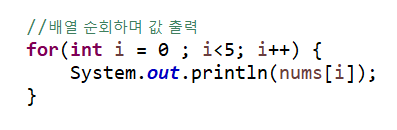 //배열 순회하며 값 출력
for(int i = 0 ; i<5; i++) {
    System.out.println(nums[i]);
}